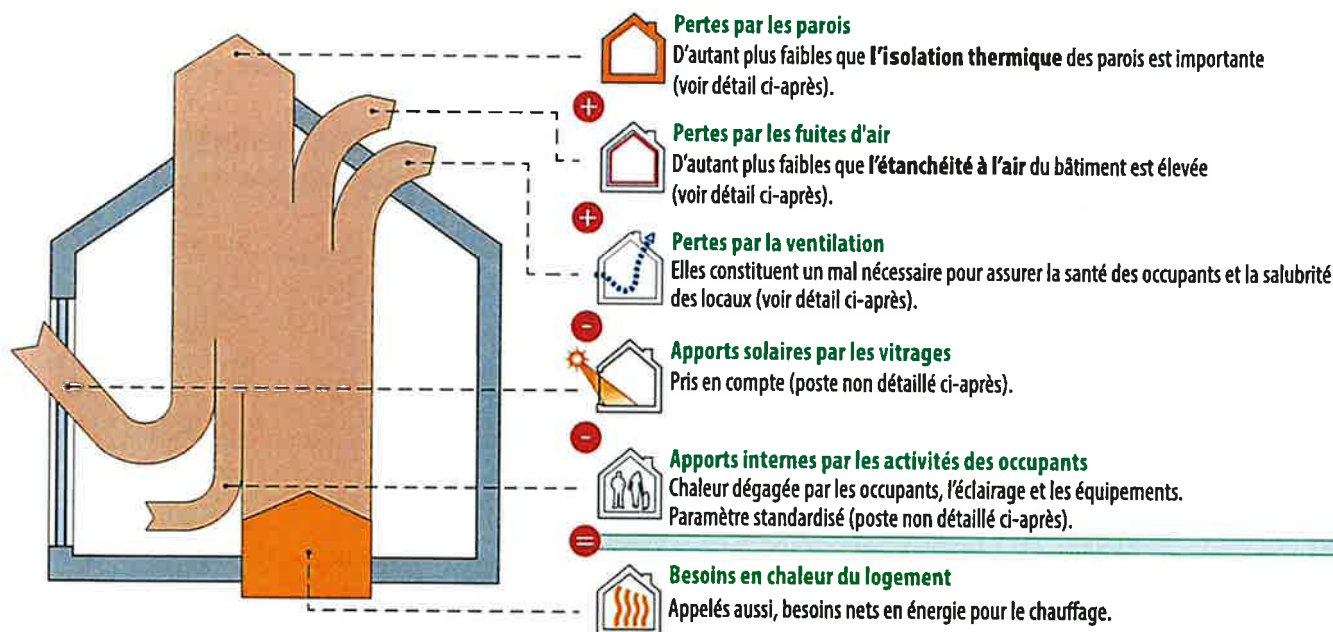 Pertes par les parois
D'autant plus faibles que l'isolation thermique des parois est importante
(voir détail ci-après).
+
Pertes par les fuites d'air
D'autant plus faibles que l'étanchéité à l'air du bâtiment est élevée
(voir détail ci-après).
+
Pertes par la ventilation
Elles constituent un mal nécessaire pour assurer la santé des occupants et la salubrité
des locaux (voir détail ci-après).
-
Apports solaires par les vitrages
Pris en compte (poste non détaillé ci-après).
-
Apports internes par les activités des occupants
Chaleur dégagée par les occupants, l'éclairage et les équipements.
Paramètre standardisé (poste non détaillé ci-après).
=
Besoins en chaleur du logement
Appelés aussi, besoins nets en énergie pour le chauffage.